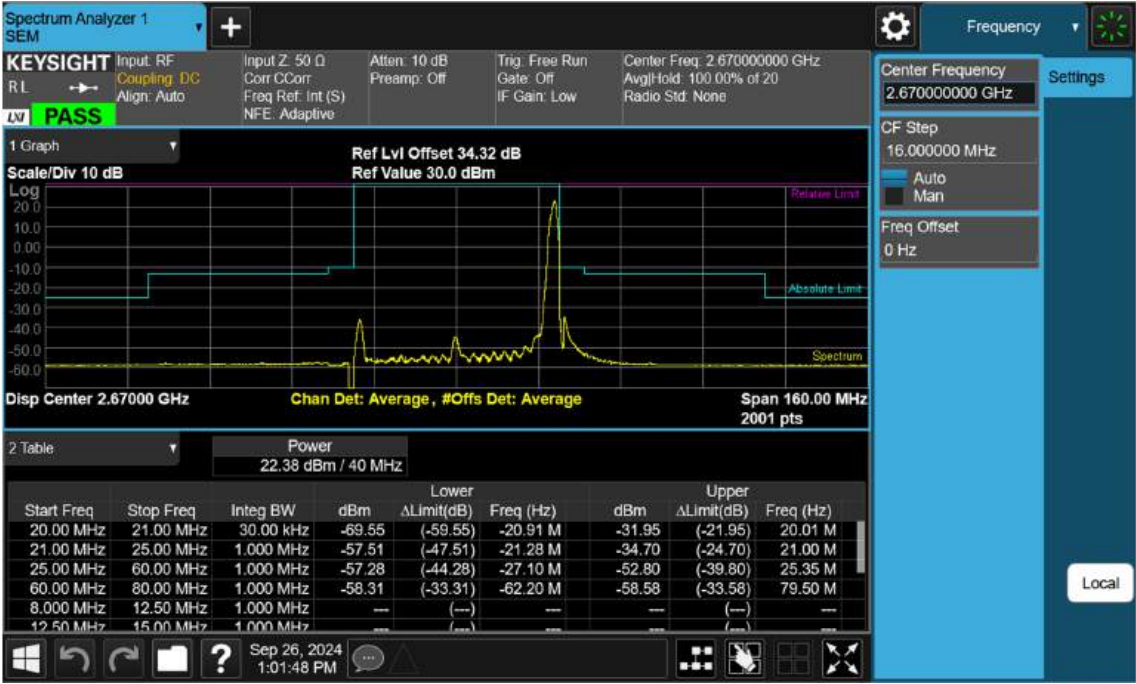 Spectrum Analyzer 1
SEM
Frequency
KEYSIGHT
R L
LXI
PASS
Input: RF
Coupling: DC
Align: Auto
Input Z: 50 Ω
Corr CCorr
Freq Ref: Int (S)
NFE: Adaptive
Atten: 10 dB
Preamp: Off
Trig: Free Run
Gate: Off
IF Gain: Low
Center Freq: 2.670000000 GHz
Avg|Hold: 100.00% of 20
Radio Std: None
Center Frequency
2.670000000 GHz
Settings
CF Step
16.000000 MHz
Auto
Man
Freq Offset
0 Hz
1 Graph
Ref Lvl Offset 34.32 dB
Scale/Div 10 dB
Ref Value 30.0 dBm
Log
Relative Limit
20.0
10.0
0.00
-10.0
-20.0
Absolute Limit
-30.0
-40.0
-50.0
Spectrum
-60.0
Disp Center 2.67000 GHz
Chan Det: Average, #Offs Det: Average
Span 160.00 MHz
2001 pts
2 Table
Power
22.38 dBm / 40 MHz
Lower Upper
Start Freq Stop Freq Integ BW dBm ΔLimit(dB) Freq (Hz) dBm ΔLimit(dB) Freq (Hz)
20.00 MHz 21.00 MHz 30.00 kHz -69.55 (-59.55) -20.91 M -31.95 (-21.95) 20.01 M
21.00 MHz 25.00 MHz 1.000 MHz -57.51 (-47.51) -21.28 M -34.70 (-24.70) 21.00 M
25.00 MHz 60.00 MHz 1.000 MHz -57.28 (-44.28) -27.10 M -52.80 (-39.80) 25.35 M
60.00 MHz 80.00 MHz 1.000 MHz -58.31 (-33.31) -62.20 M -58.58 (-33.58) 79.50 M
8.000 MHz 12.50 MHz 1.000 MHz --- (---) --- --- (---) ---
12.50 MHz 15.00 MHz 1.000 MHz --- (---) --- --- (---) ---
Local
?
Sep 26, 2024
1:01:48 PM